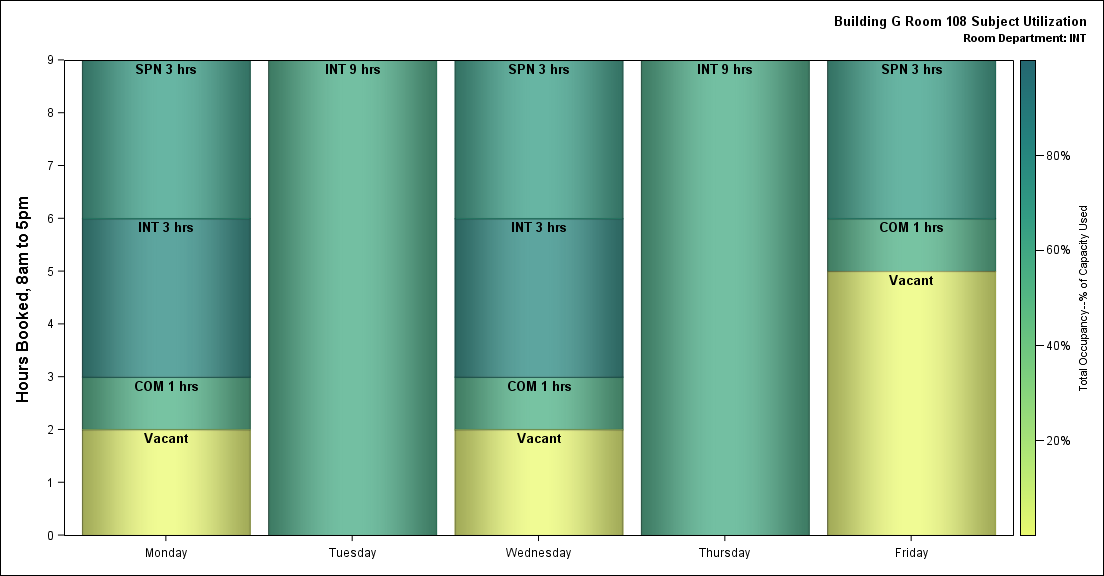 Building G Room 108 Subject Utilization
Room Department: INT
Hours Booked, 8am to 5pm
9
8
7
6
5
4
3
2
1
0
SPN 3 hrs
INT 3 hrs
COM 1 hrs
Vacant
INT 9 hrs
SPN 3 hrs
INT 3 hrs
COM 1 hrs
Vacant
INT 9 hrs
SPN 3 hrs
COM 1 hrs
Vacant
Monday
Tuesday
Wednesday
Thursday
Friday
80%
60%
40%
20%
Total Occupancy--% of Capacity Used